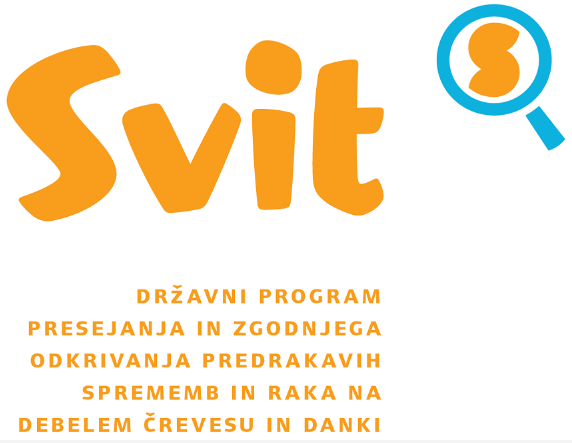 Svit
S
DRŽAVNI PROGRAM
PRESEJANJA IN ZGODNJEGA
ODKRIVANJA PREDRAKAVIH
SPREMEMB IN RAKA NA
DEBELEM ČREVESU IN DANKI